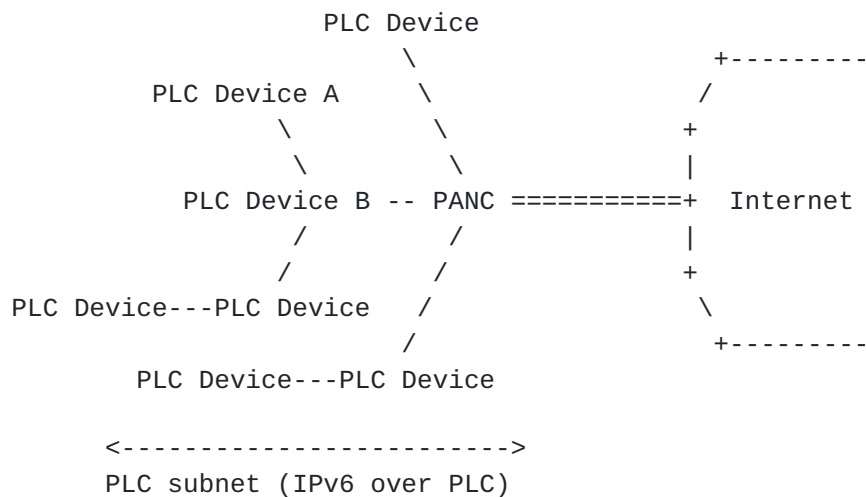 PLC Device
PLC Device A
PLC Device B -- PANC ===========+ Internet
PLC Device---PLC Device
PLC Device---PLC Device
<-------------------------->
PLC subnet (IPv6 over PLC)